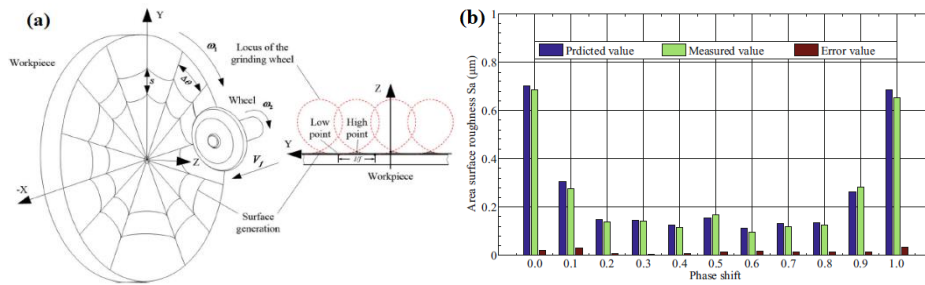 (a)
Y
ω₁
Workpiece
Locus of the
grinding wheel
Δθ
s
Wheel
ω₂
Z
V_f
-X
Surface
generation
Z
Low
point
High
point
Y
Workpiece
(b)
Area surface roughness Sa (μm)
1
0.8
0.6
0.4
0.2
0
Prdicted value Measured value Error value
0.0 0.1 0.2 0.3 0.4 0.5 0.6 0.7 0.8 0.9 1.0
Phase shift